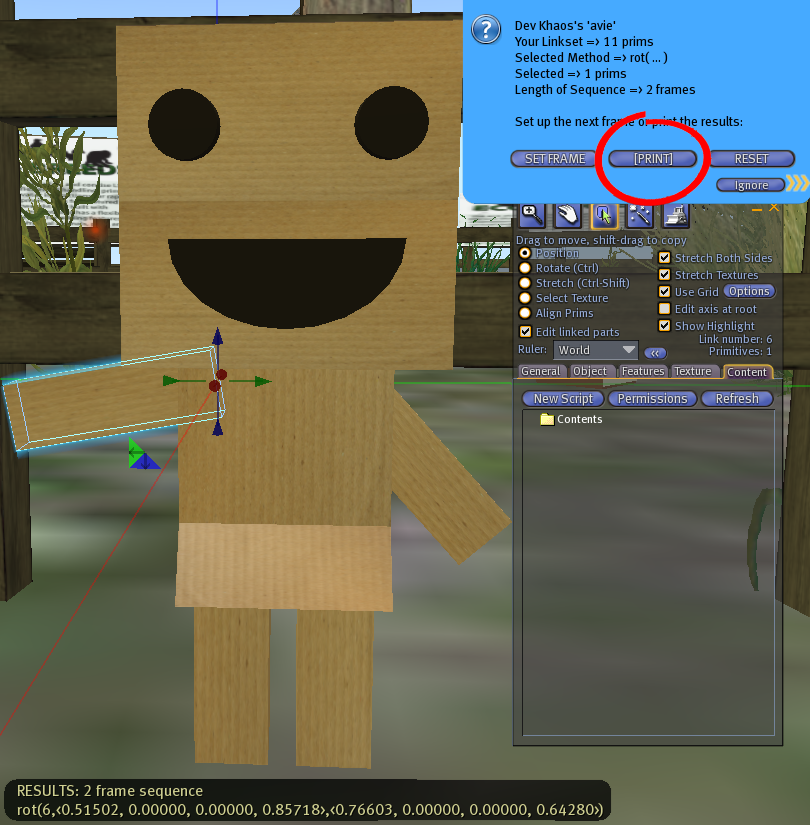 Dev Khaos's 'avie'
Your Linkset => 11 prims
Selected Method => rot( ... )
Selected => 1 prims
Length of Sequence => 2 frames
Set up the next frame or print the results:
SET FRAME [PRINT] RESET
Ignore
Drag to move, shift-drag to copy
Position
Rotate (Ctrl)
Stretch (Ctrl-Shift)
Select Texture
Align Prims
Edit linked parts
Ruler: World
Stretch Both Sides
Stretch Textures
Use Grid Options
Edit axis at root
Show Highlight
Link number: 6
Primitives: 1
General Object Features Texture Content
New Script Permissions Refresh
Contents
RESULTS: 2 frame sequence
rot(6,<0.51502, 0.00000, 0.00000, 0.85718>,<0.76603, 0.00000, 0.00000, 0.64280>)